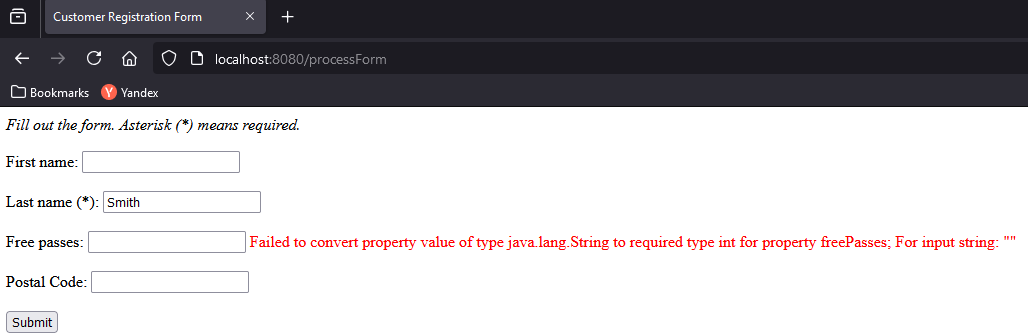 Customer Registration Form
localhost:8080/processForm
Bookmarks Yandex
Fill out the form. Asterisk (*) means required.
First name:
Last name (*): Smith
Free passes: Failed to convert property value of type java.lang.String to required type int for property freePasses; For input string: ""
Postal Code:
Submit